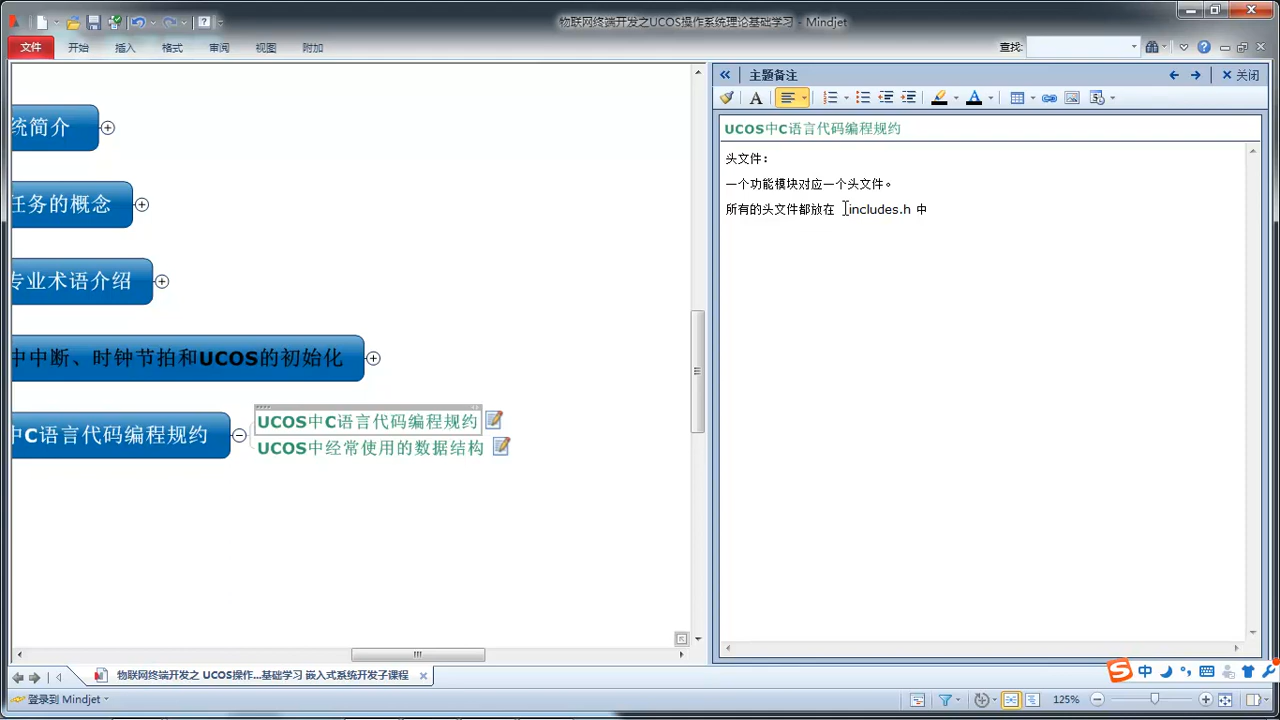 物联网终端开发之UCOS操作系统理论基础学习 - Mindjet
文件 开始 插入 格式 审阅 视图 附加 查找:
统简介
任务的概念
专业术语介绍
中中断、时钟节拍和UCOS的初始化
中C语言代码编程规约
UCOS中C语言代码编程规约
UCOS中经常使用的数据结构
主题备注 关闭
UCOS中C语言代码编程规约
头文件：
一个功能模块对应一个头文件。
所有的头文件都放在 includes.h 中
物联网终端开发之 UCOS操作...基础学习 嵌入式系统开发子课程
中
登录到 Mindjet
125%